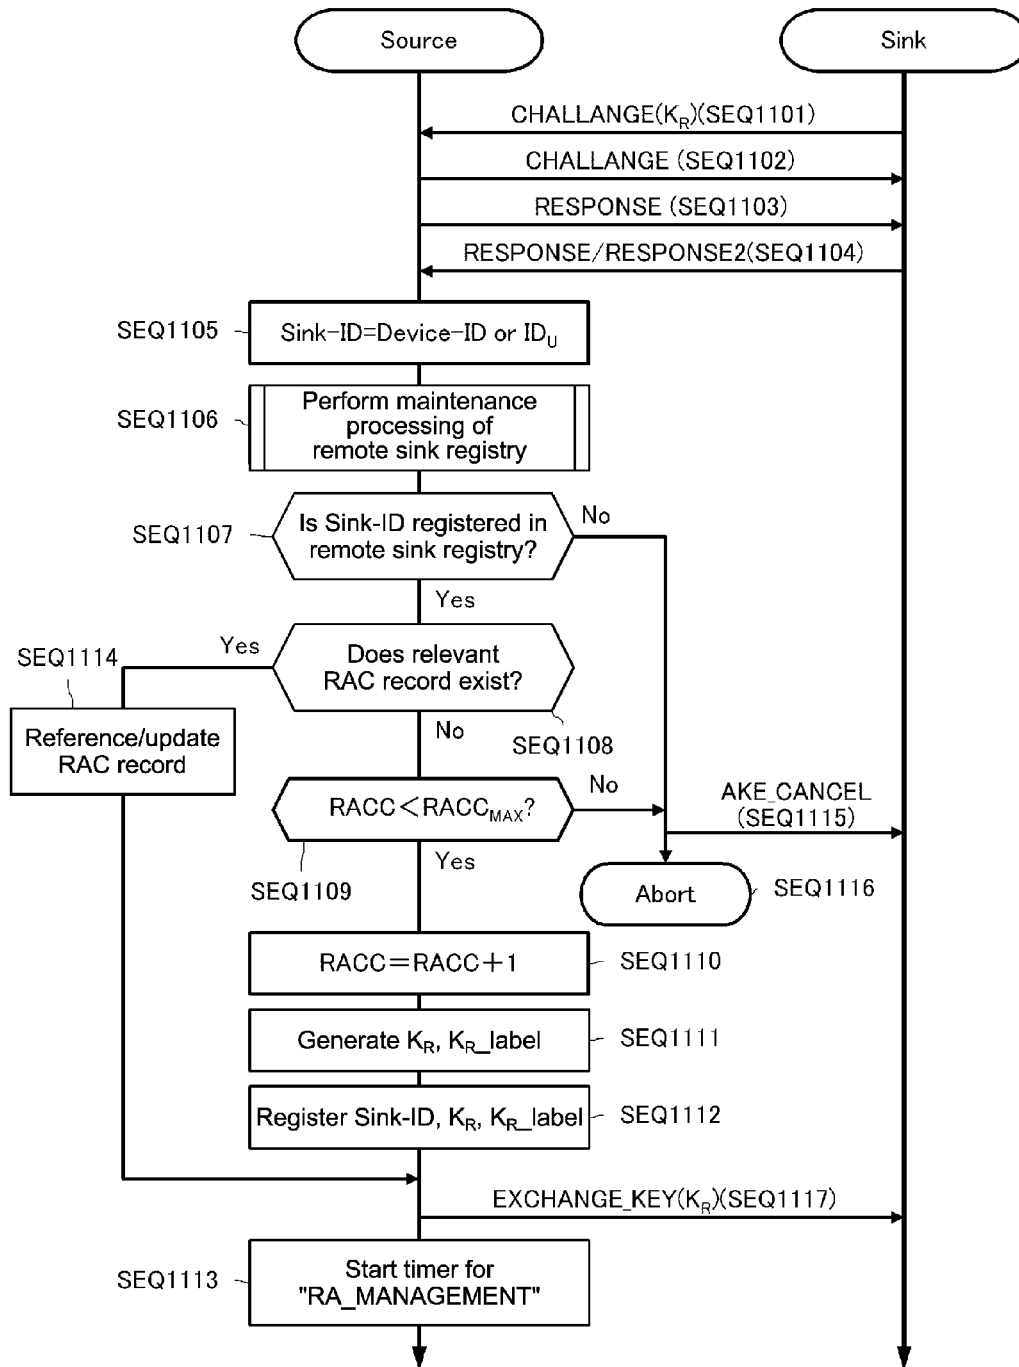 Source
Sink
CHALLANGE(KR)(SEQ1101)
CHALLANGE (SEQ1102)
RESPONSE (SEQ1103)
RESPONSE/RESPONSE2(SEQ1104)
SEQ1105
Sink-ID=Device-ID or IDU
SEQ1106
Perform maintenance
processing of
remote sink registry
SEQ1107
Is Sink-ID registered in
remote sink registry?
No
Yes
SEQ1114
Yes
Does relevant
RAC record exist?
Reference/update
RAC record
No
SEQ1108
RACC<RACCMAX?
No
AKE_CANCEL
(SEQ1115)
Yes
SEQ1109
Abort
SEQ1116
RACC=RACC+1
SEQ1110
Generate KR, KR_label
SEQ1111
Register Sink-ID, KR, KR_label
SEQ1112
EXCHANGE_KEY(KR)(SEQ1117)
SEQ1113
Start timer for
"RA_MANAGEMENT"